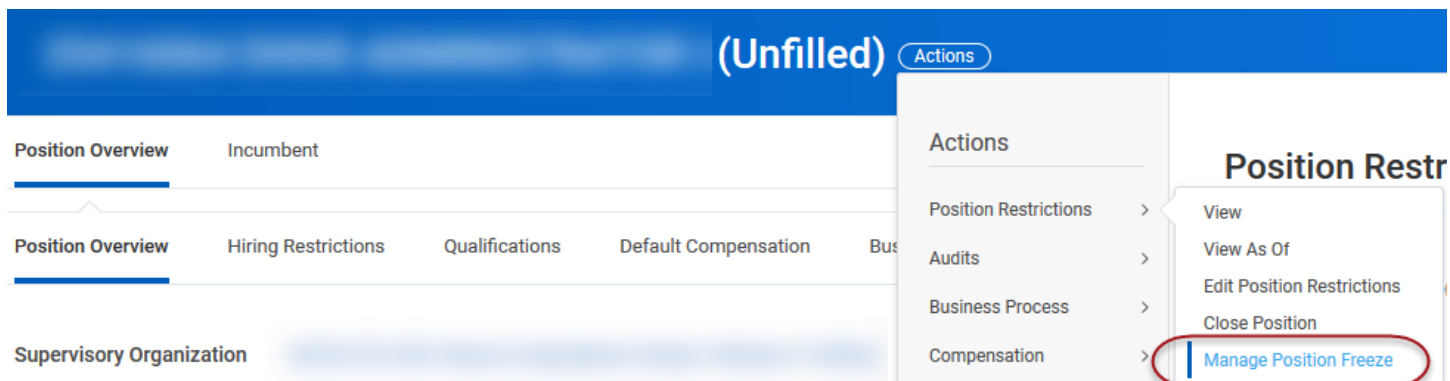 (Unfilled) Actions
Position Overview Incumbent
Actions
Position Restr
Position Restrictions
View
Position Overview Hiring Restrictions Qualifications Default Compensation Bus
View As Of
Audits
Edit Position Restrictions
Business Process
Close Position
Supervisory Organization
Compensation
Manage Position Freeze